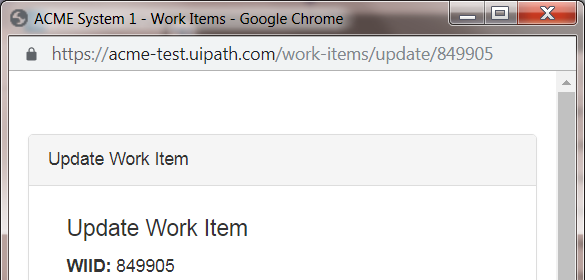 ACME System 1 - Work Items - Google Chrome
https://acme-test.uipath.com/work-items/update/849905
Update Work Item
Update Work Item
WIID: 849905